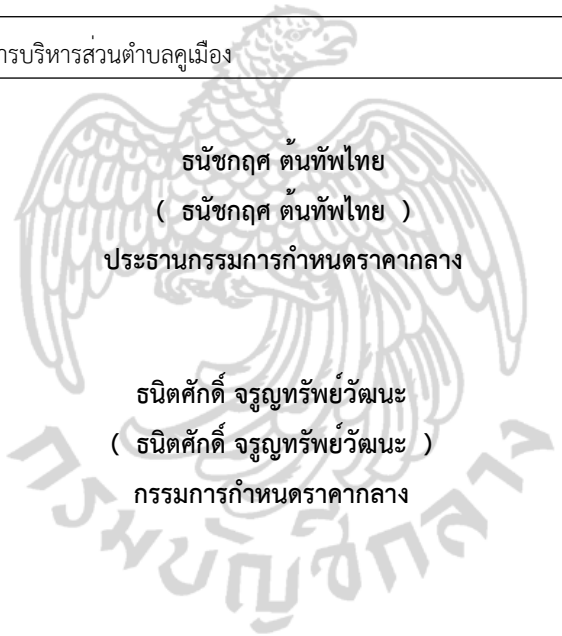 ารบริหารส่วนตำบลคูเมือง
ธนัชกฤศ ต้นทัพไทย
( ธนัชกฤศ ต้นทัพไทย )
ประธานกรรมการกำหนดราคากลาง
ธนิตศักดิ์ จรูญทรัพย์วัฒนะ
( ธนิตศักดิ์ จรูญทรัพย์วัฒนะ )
กรรมการกำหนดราคากลาง
กรมบัญชีกลาง